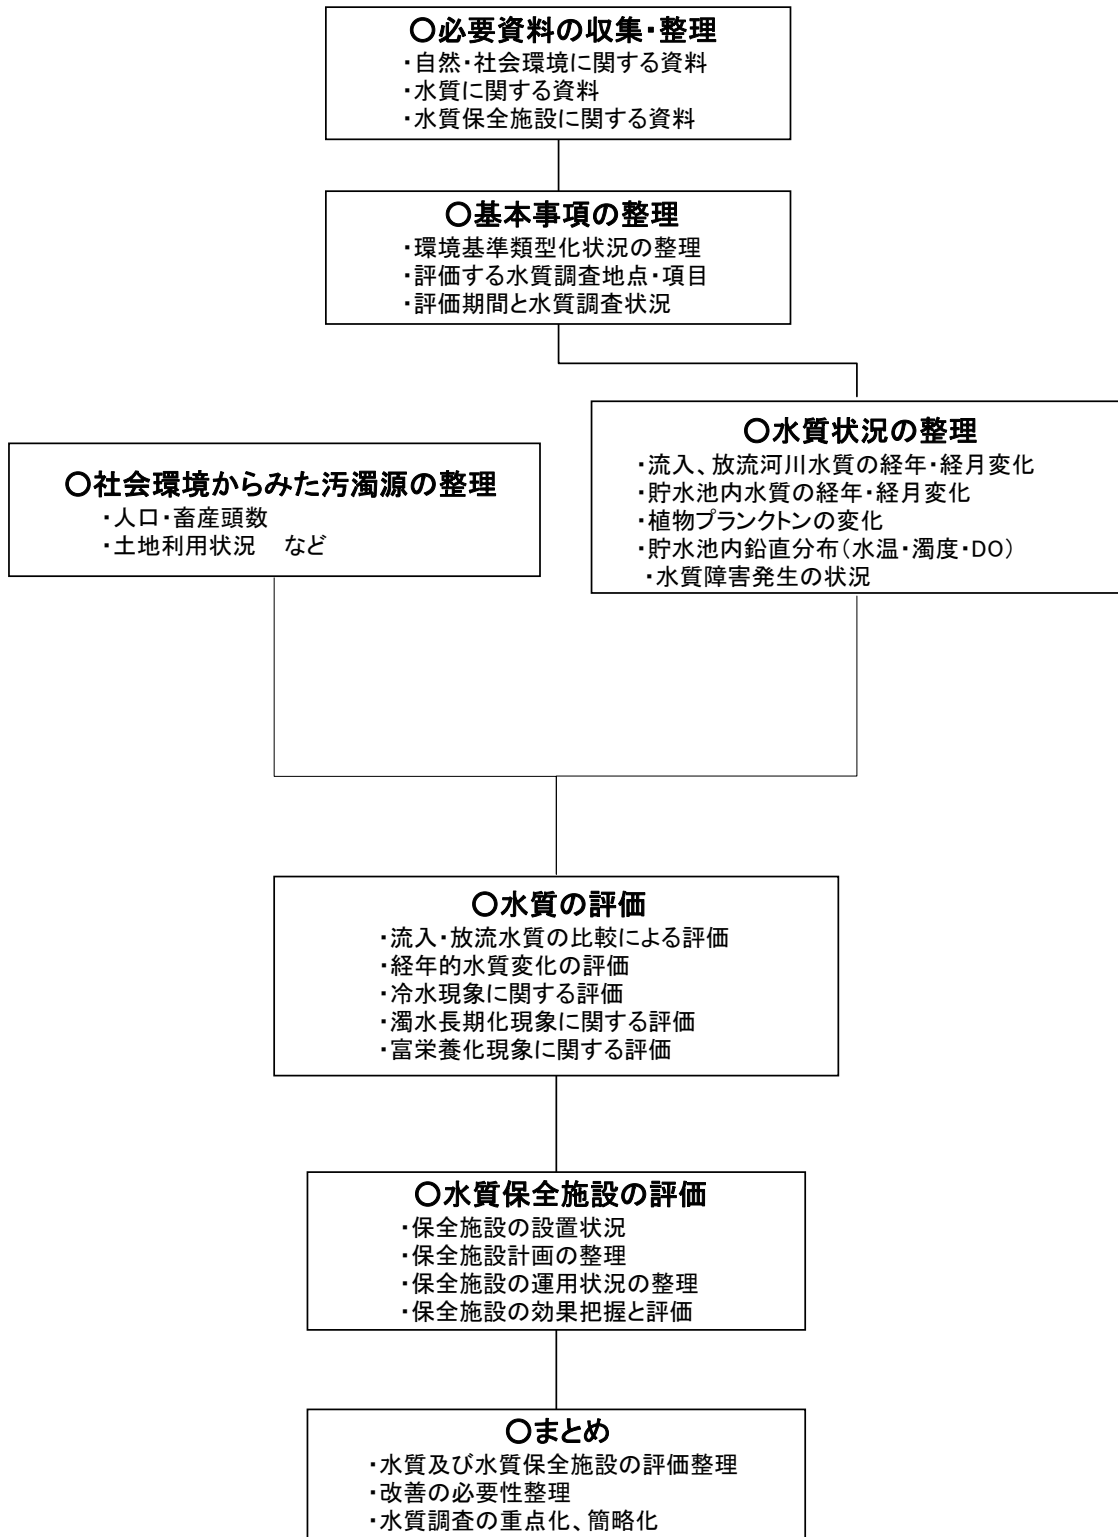 〇必要資料の収集・整理
・自然・社会環境に関する資料
・水質に関する資料
・水質保全施設に関する資料
〇基本事項の整理
・環境基準類型化状況の整理
・評価する水質調査地点・項目
・評価期間と水質調査状況
〇社会環境からみた汚濁源の整理
・人口・畜産頭数
・土地利用状況 など
〇水質状況の整理
・流入、放流河川水質の経年・経月変化
・貯水池内水質の経年・経月変化
・植物プランクトンの変化
・貯水池内鉛直分布(水温・濁度・DO)
・水質障害発生の状況
〇水質の評価
・流入・放流水質の比較による評価
・経年的水質変化の評価
・冷水現象に関する評価
・濁水長期化現象に関する評価
・富栄養化現象に関する評価
〇水質保全施設の評価
・保全施設の設置状況
・保全施設計画の整理
・保全施設の運用状況の整理
・保全施設の効果把握と評価
〇まとめ
・水質及び水質保全施設の評価整理
・改善の必要性整理
・水質調査の重点化、簡略化